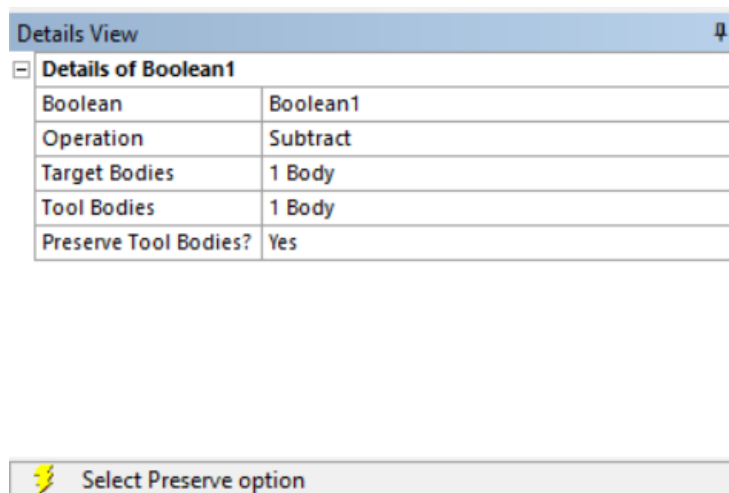 Details View
Details of Boolean1
Boolean Boolean1
Operation Subtract
Target Bodies 1 Body
Tool Bodies 1 Body
Preserve Tool Bodies? Yes
Select Preserve option